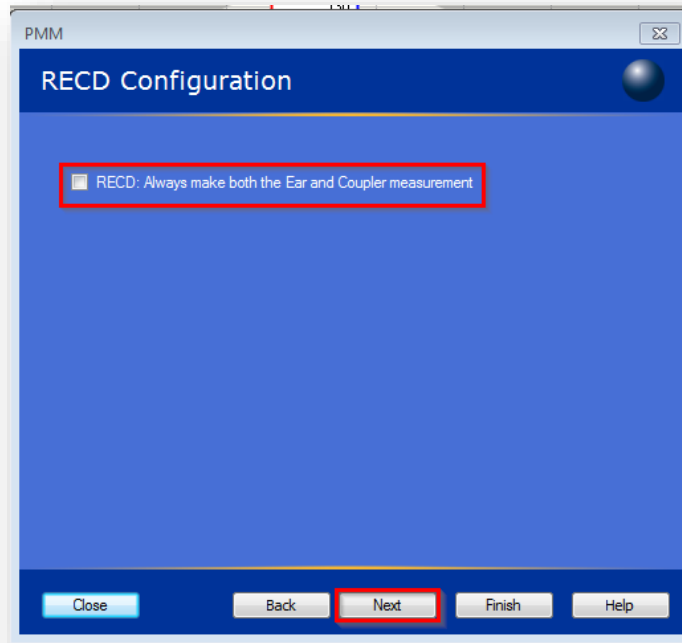 PMM
RECD Configuration
RECD: Always make both the Ear and Coupler measurement
Close Back Next Finish Help